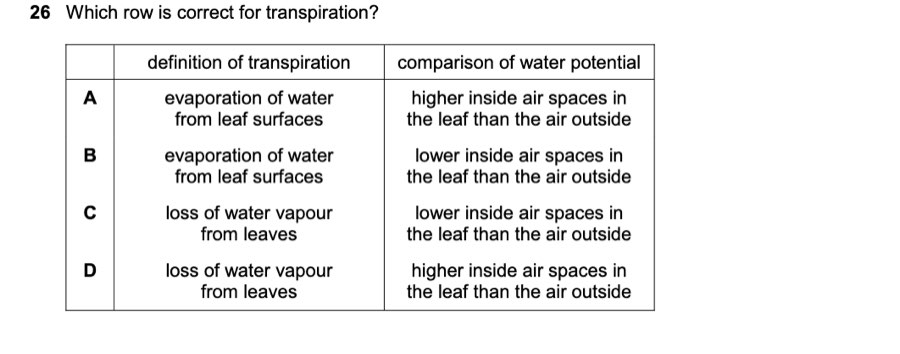 26 Which row is correct for transpiration?
definition of transpiration comparison of water potential
A evaporation of water from leaf surfaces higher inside air spaces in the leaf than the air outside
B evaporation of water from leaf surfaces lower inside air spaces in the leaf than the air outside
C loss of water vapour from leaves lower inside air spaces in the leaf than the air outside
D loss of water vapour from leaves higher inside air spaces in the leaf than the air outside